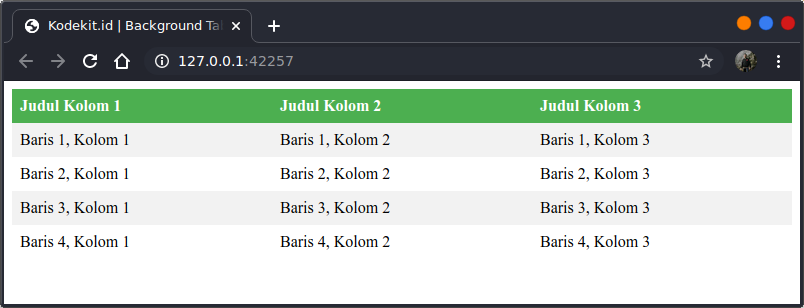 Kodekit.id | Background Ta
127.0.0.1:42257
Judul Kolom 1 Judul Kolom 2 Judul Kolom 3
Baris 1, Kolom 1 Baris 1, Kolom 2 Baris 1, Kolom 3
Baris 2, Kolom 1 Baris 2, Kolom 2 Baris 2, Kolom 3
Baris 3, Kolom 1 Baris 3, Kolom 2 Baris 3, Kolom 3
Baris 4, Kolom 1 Baris 4, Kolom 2 Baris 4, Kolom 3